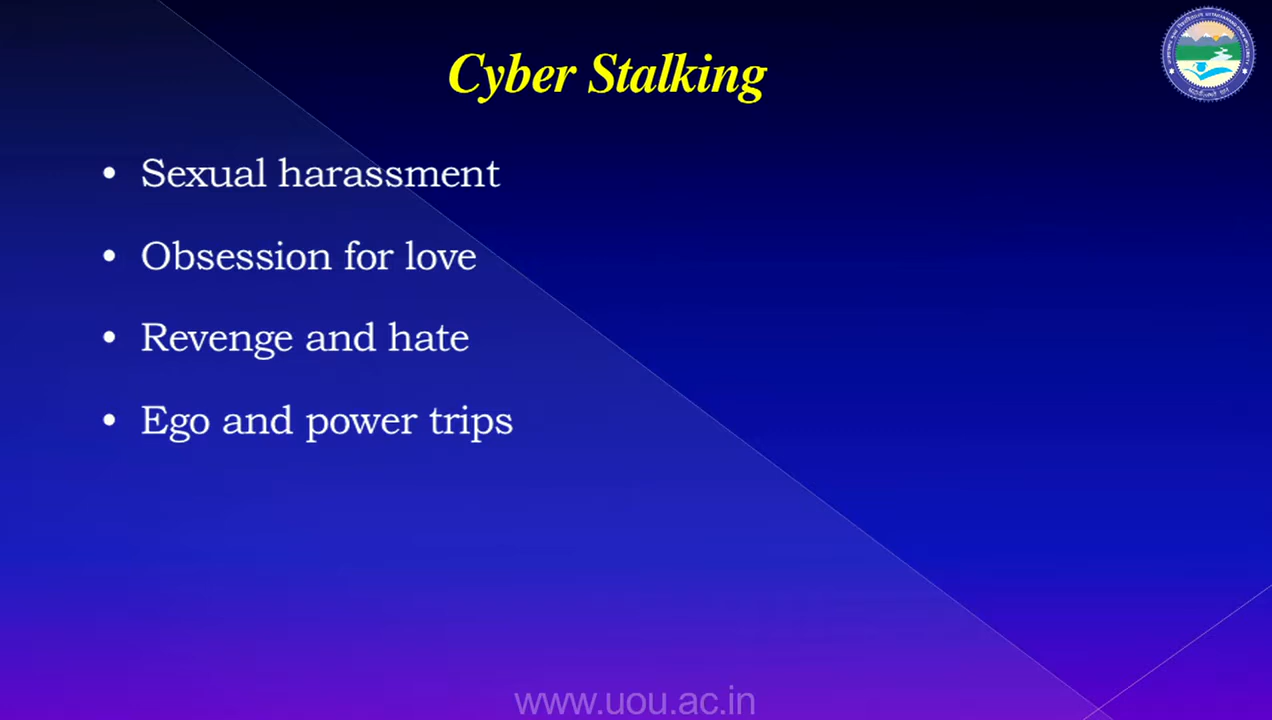 Cyber Stalking
• Sexual harassment
• Obsession for love
• Revenge and hate
• Ego and power trips
www.uou.ac.in